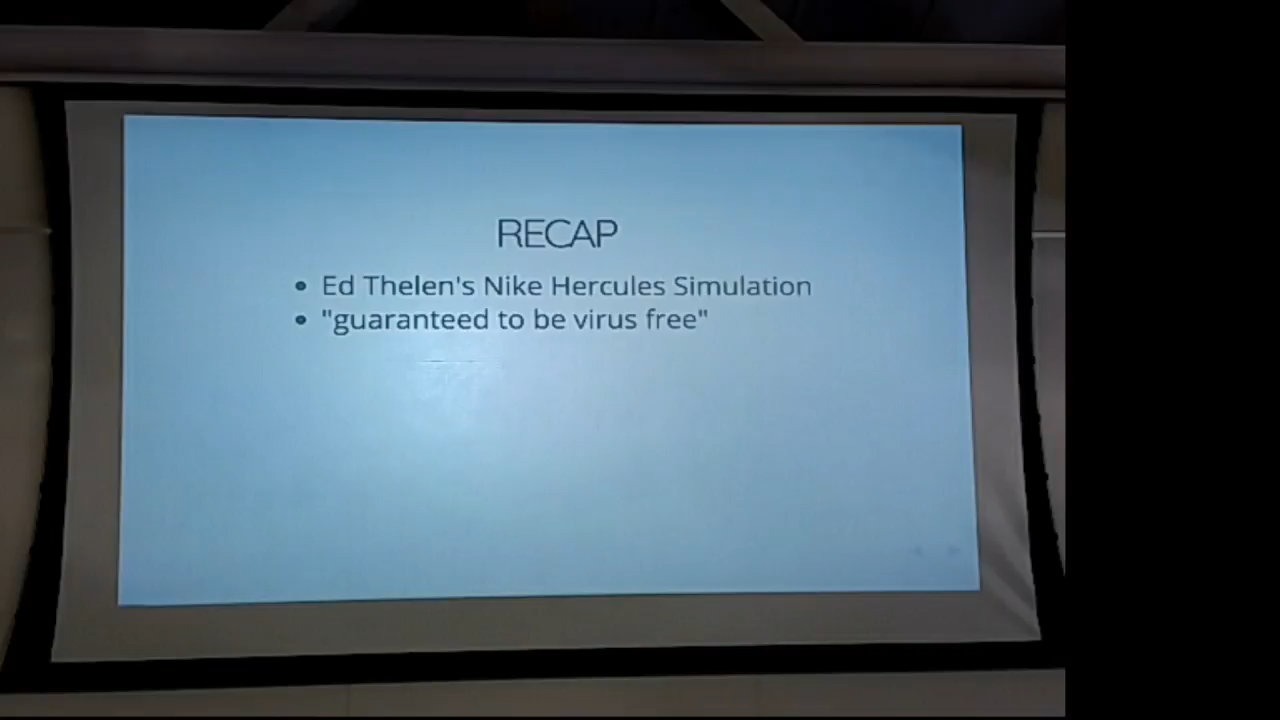 RECAP
• Ed Thelen's Nike Hercules Simulation
• "guaranteed to be virus free"